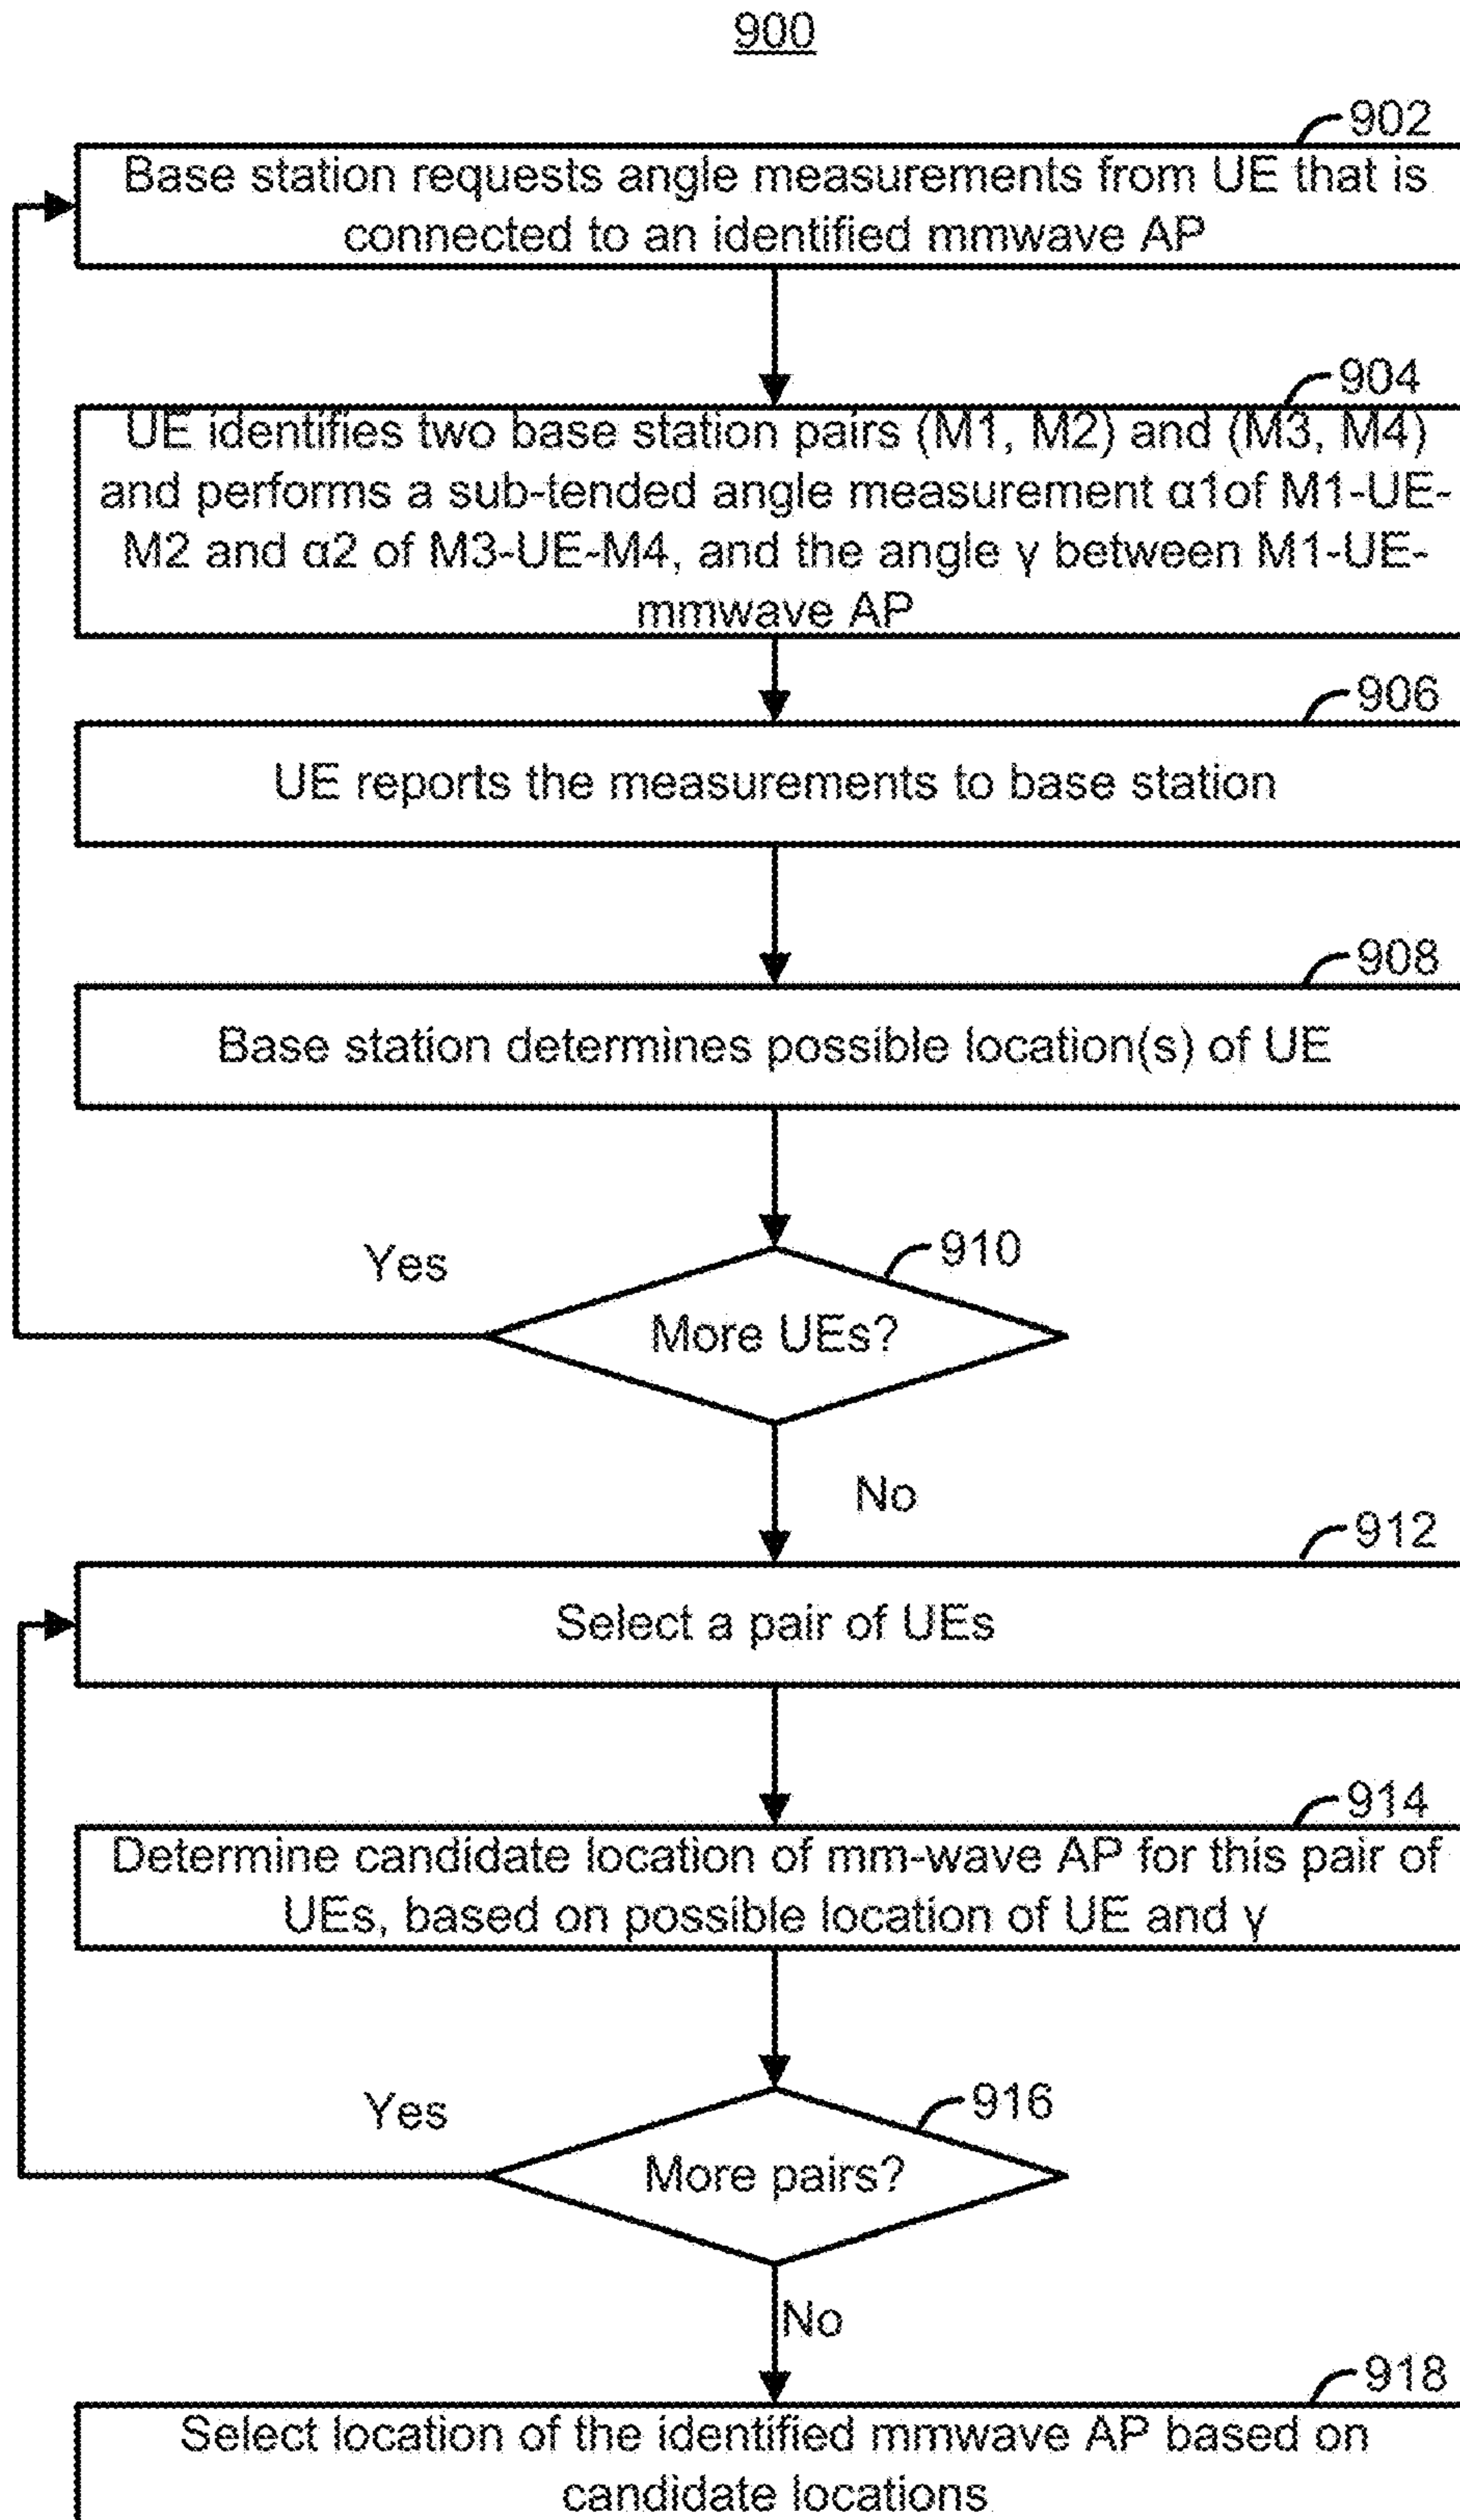 900
902
Base station requests angle measurements from UE that is
connected to an identified mmwave AP
904
UE identifies two base station pairs (M1, M2) and (M3, M4)
and performs a sub-tended angle measurement α1of M1-UE-
M2 and α2 of M3-UE-M4, and the angle γ between M1-UE-
mmwave AP
906
UE reports the measurements to base station
908
Base station determines possible location(s) of UE
910
Yes
More UEs?
No
912
Select a pair of UEs
914
Determine candidate location of mm-wave AP for this pair of
UEs, based on possible location of UE and γ
916
Yes
More pairs?
No
918
Select location of the identified mmwave AP based on
candidate locations